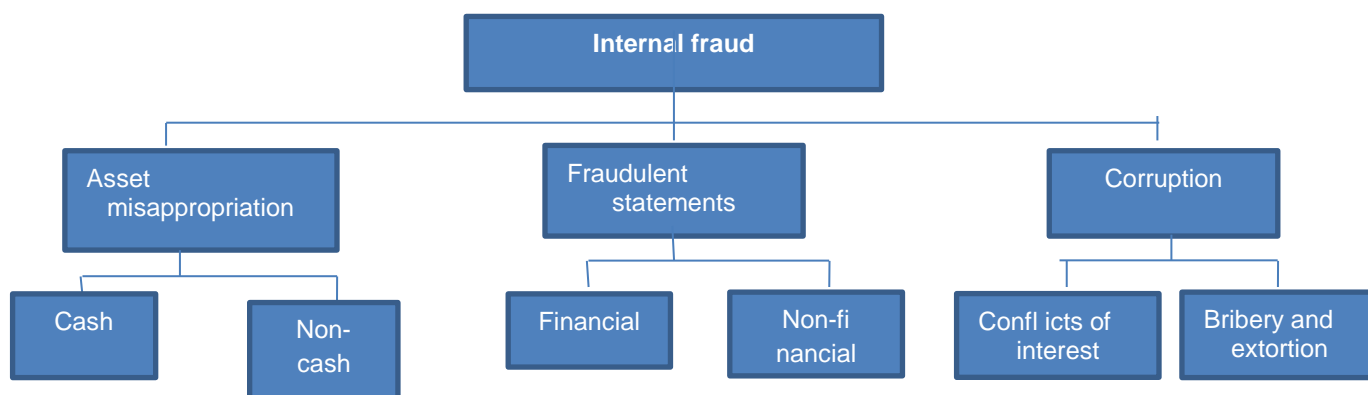 Internal fraud
Asset
misappropriation
Fraudulent
statements
Corruption
Cash
Non-
cash
Financial
Non-fi
nancial
Confl icts of
interest
Bribery and
extortion